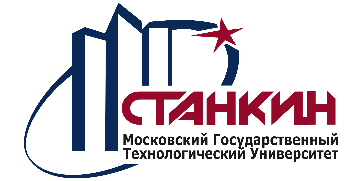 СТАНКИН
Московский Государственный
Технологический Университет